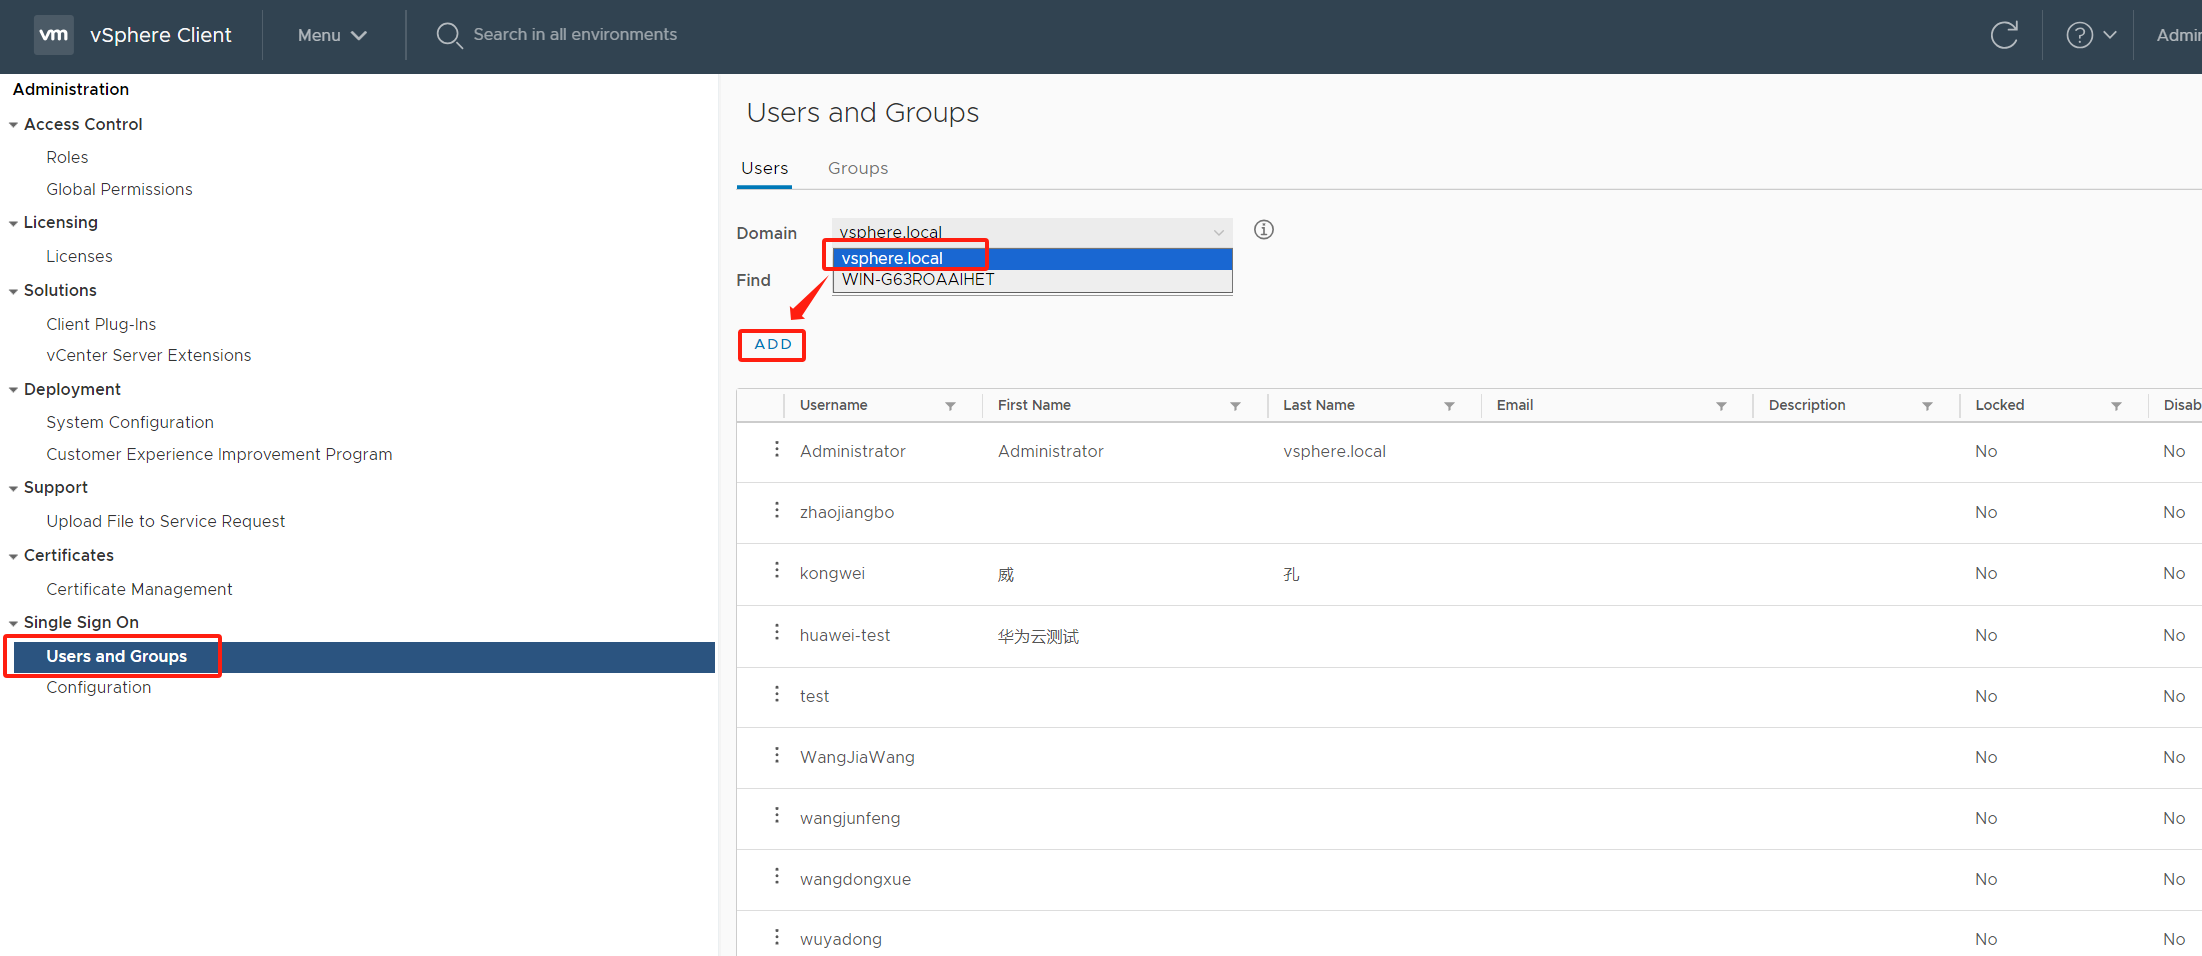 vm vSphere Client Menu Search in all environments Admin
Administration
Access Control
Roles
Global Permissions
Licensing
Licenses
Solutions
Client Plug-Ins
vCenter Server Extensions
Deployment
System Configuration
Customer Experience Improvement Program
Support
Upload File to Service Request
Certificates
Certificate Management
Single Sign On
Users and Groups
Configuration
Users and Groups
Users Groups
Domain vsphere.local
vsphere.local
WIN-G63ROAAIHET
Find
ADD
Username First Name Last Name Email Description Locked Disab
Administrator Administrator vsphere.local No No
zhaojiangbo No No
kongwei 威 孔 No No
huawei-test 华为云测试 No No
test No No
WangJiaWang No No
wangjunfeng No No
wangdongxue No No
wuyadong No No